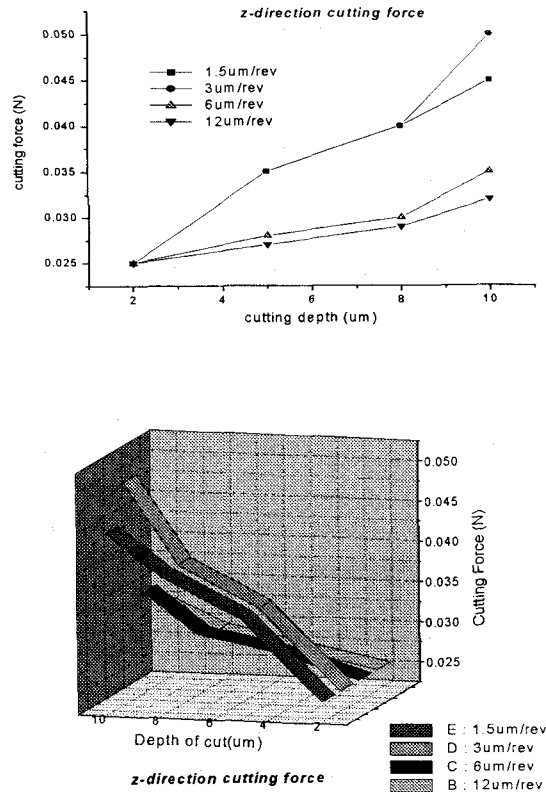 z-direction cutting force
0.050
0.045
0.040
0.035
0.030
0.025
cutting force (N)
1.5um/rev
3um/rev
6um/rev
12um/rev
2 4 6 8 10
cutting depth (um)
0.050
0.045
0.040
0.035
0.030
0.025
Cutting Force (N)
10 8 6 4 2
Depth of cut(um)
z-direction cutting force
E : 1.5um/rev
D : 3um/rev
C : 6um/rev
B : 12um/rev